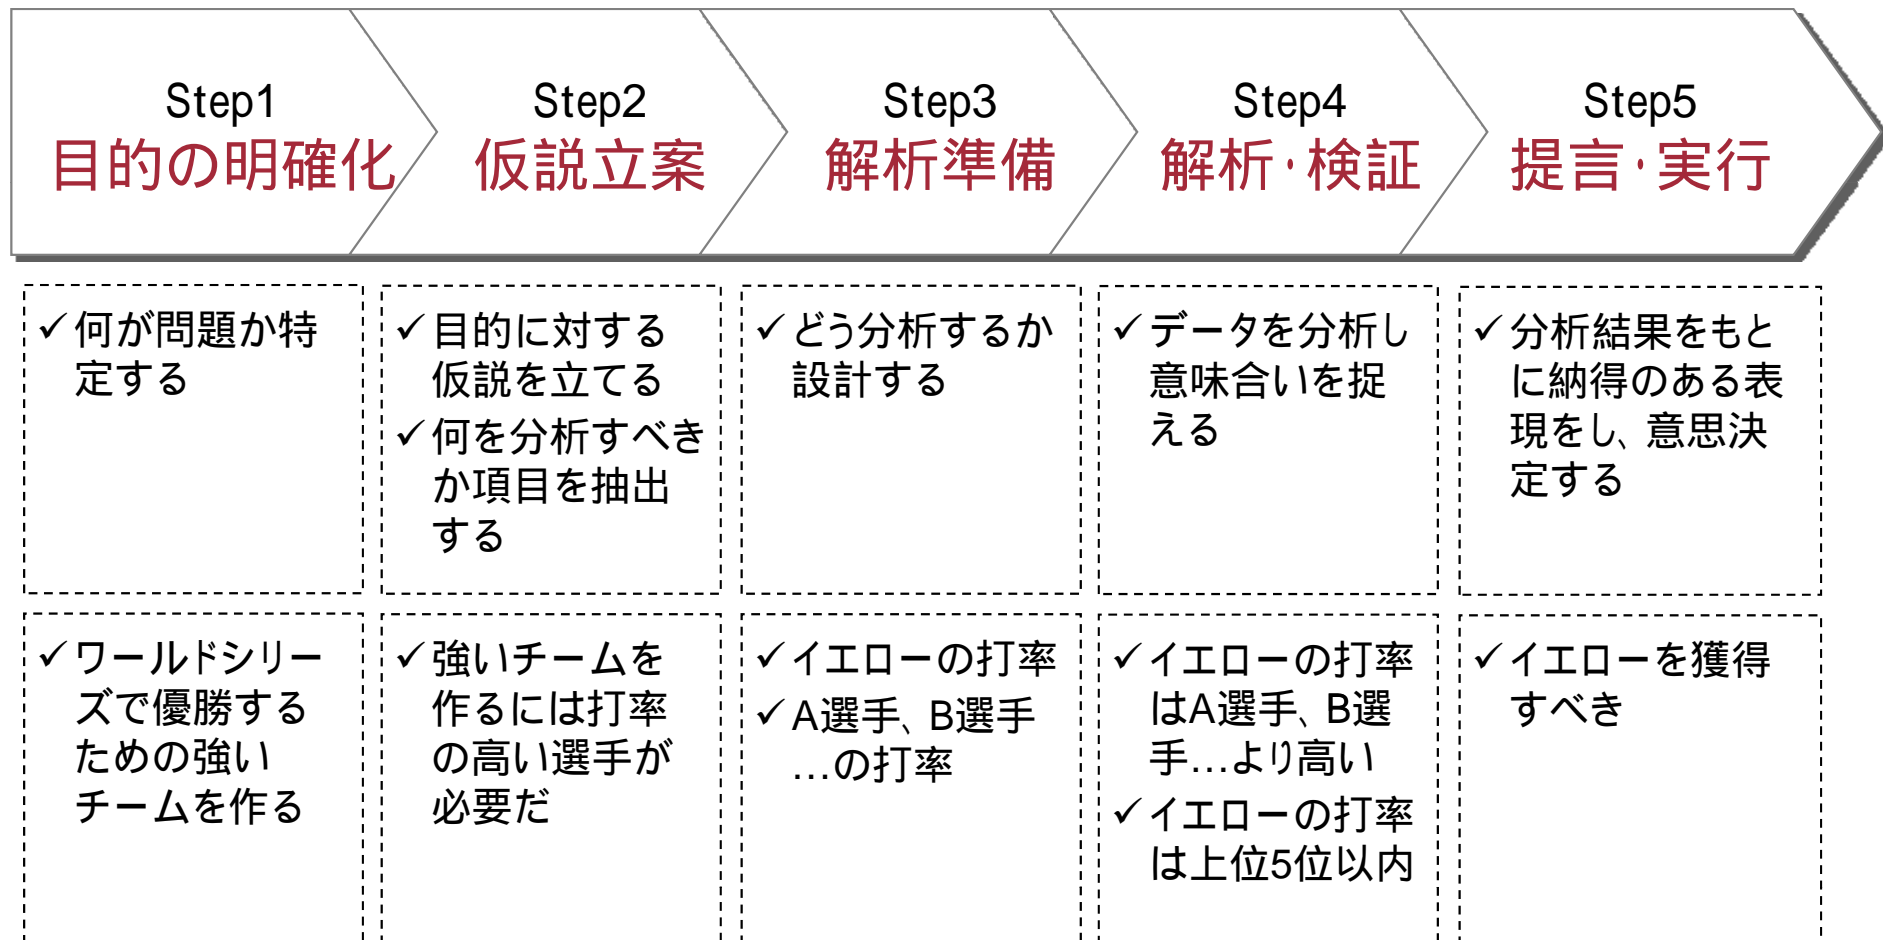 Step1
目的の明確化
Step2
仮説立案
Step3
解析準備
Step4
解析・検証
Step5
提言・実行
✓何が問題か特
定する
✓目的に対する
仮説を立てる
✓何を分析すべき
か項目を抽出
する
✓どう分析するか
設計する
✓データを分析し
意味合いを捉
える
✓分析結果をもと
に納得のある表
現をし、意思決
定する
✓ワールドシリー
ズで優勝する
ための強い
チームを作る
✓強いチームを
作るには打率
の高い選手が
必要だ
✓イエローの打率
✓A選手、B選手
…の打率
✓イエローの打率
はA選手、B選
手…より高い
✓イエローの打率
は上位5位以内
✓イエローを獲得
すべき